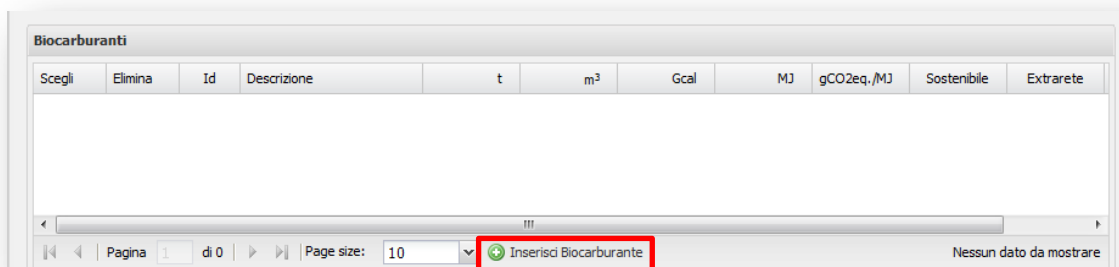 Biocarburanti
Scegli Elimina Id Descrizione t m³ Gcal MJ gCO2eq./MJ Sostenibile Extrarete
Pagina 1 di 0 Page size: 10 Inserisci Biocarburante Nessun dato da mostrare